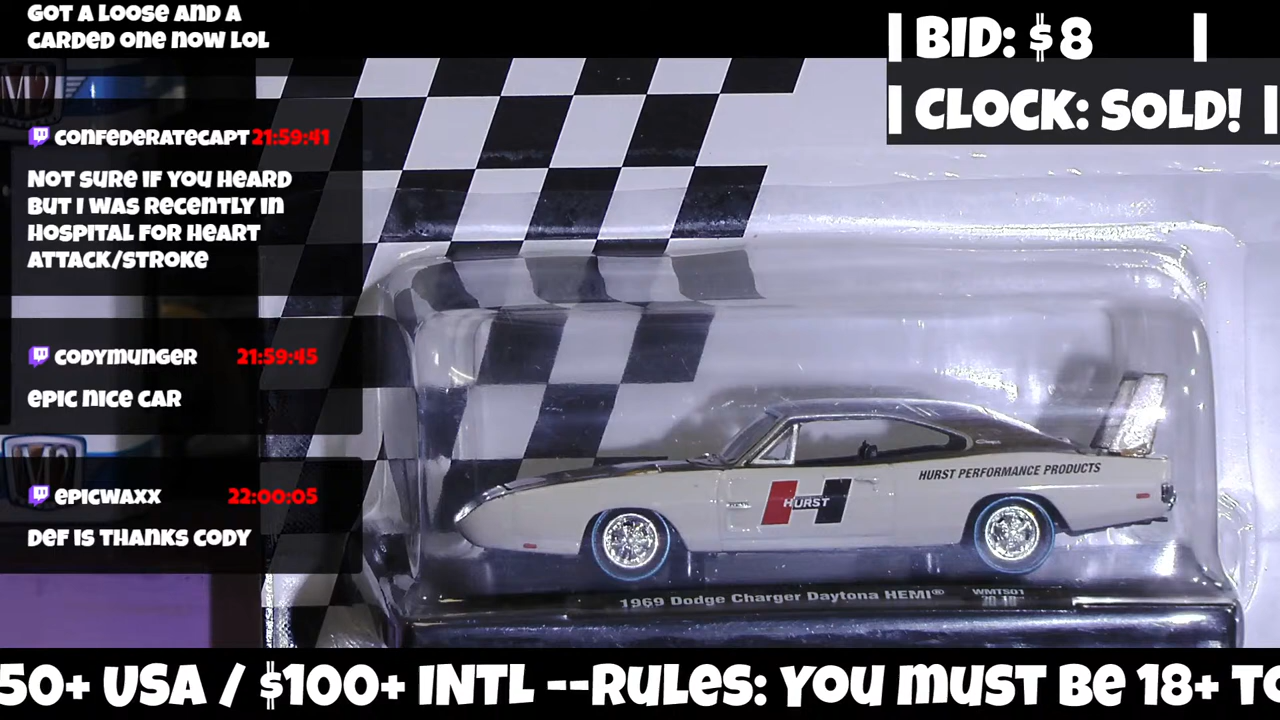 GOT A LOOSE AND A
CARDED ONE NOW LOL
M2
CONFEDERATECAPT 21:59:41
NOT SURE IF YOU HEARD
BUT I WAS RECENTLY IN
HOSPITAL FOR HEART
ATTACK/STROKE
CODYMUNGER 21:59:45
EPIC NICE CAR
M2
EPICWAXX 22:00:05
DEF IS THANKS CODY
| BID: $8 |
| CLOCK: SOLD! |
HURST PERFORMANCE PRODUCTS
HURST
1969 Dodge Charger Daytona HEMI®
WMTS01
50+ USA / $100+ INTL --RULES: YOU MUST BE 18+ TO